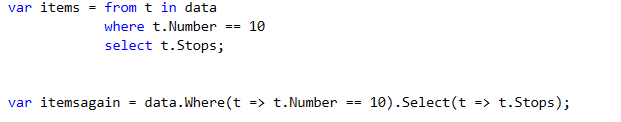 var items = from t in data
            where t.Number == 10
            select t.Stops;
var itemsagain = data.Where(t => t.Number == 10).Select(t => t.Stops);